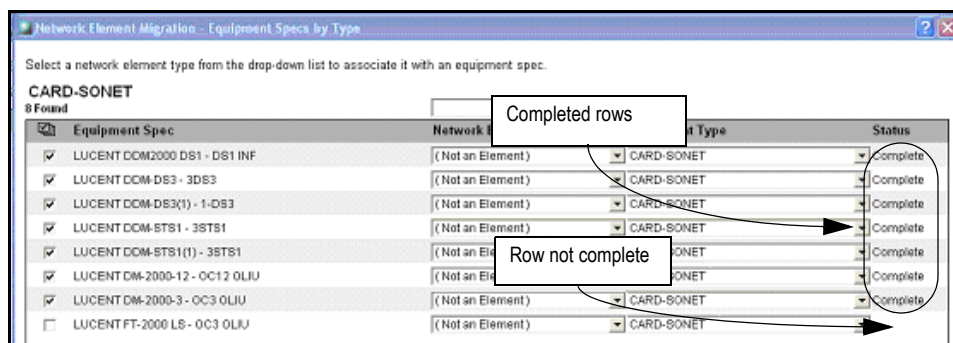 Network Element Migration - Equipment Specs by Type
Select a network element type from the drop-down list to associate it with an equipment spec.
CARD-SONET
8 Found
Completed rows
Equipment Spec Network E nt Type Status
LUCENT DDM2000 DS1 - DS1 INF (Not an Element) CARD-SONET Complete
LUCENT DDM-DS3 - 3DS3 (Not an Element) CARD-SONET Complete
LUCENT DDM-DS3(1) - 1-DS3 (Not an Element) CARD-SONET Complete
LUCENT DDM-STS1 - 3STS1 (Not an Element) CARD-SONET Complete
LUCENT DDM-STS1(1) - 3STS1 (Not an Ele CARD-SONET Complete
Row not complete
LUCENT DM-2000-12 - OC12 OLIU (Not an Ele CARD-SONET Complete
LUCENT DM-2000-3 - OC3 OLIU (Not an Element) CARD-SONET Complete
LUCENT FT-2000 LS - OC3 OLIU (Not an Element) CARD-SONET